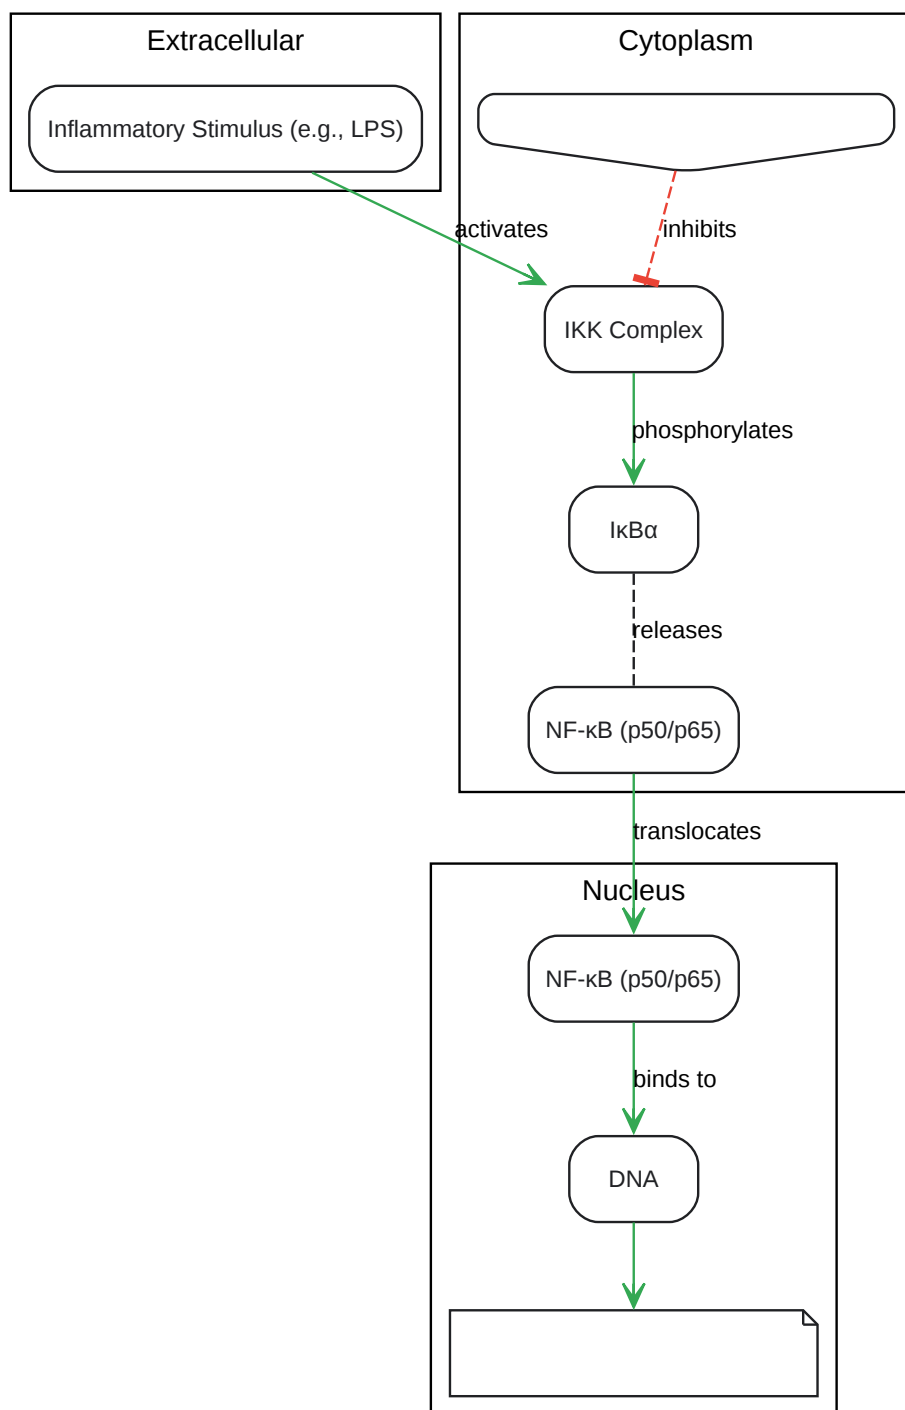 Extracellular
Cytoplasm
Inflammatory Stimulus (e.g., LPS)
activates
inhibits
IKK Complex
phosphorylates
IκBα
releases
NF-κB (p50/p65)
translocates
Nucleus
NF-κB (p50/p65)
binds to
DNA